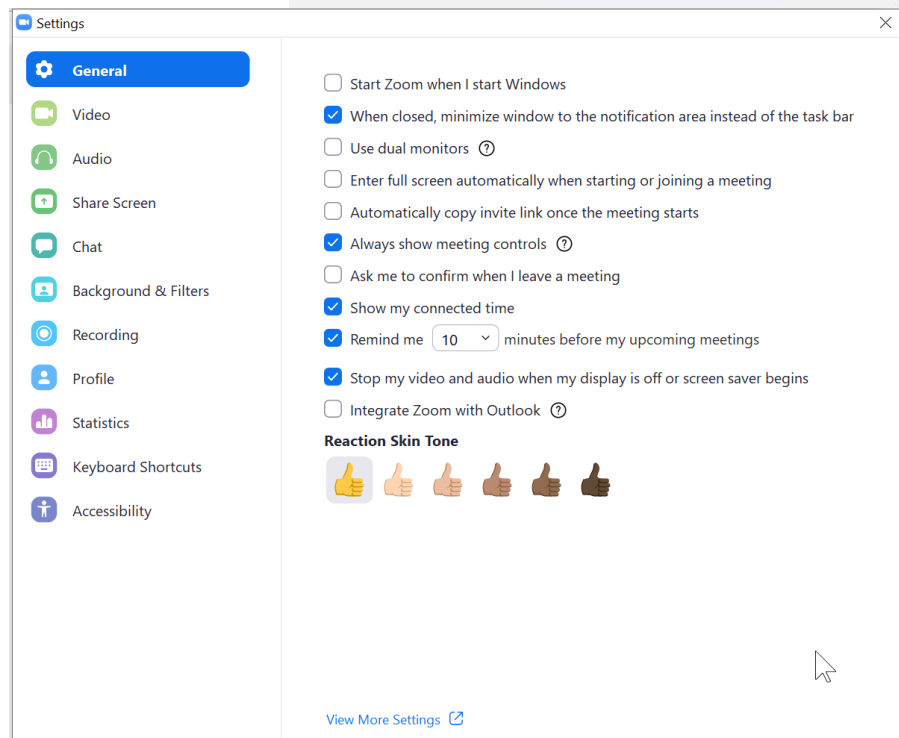 Settings
General
Video
Audio
Share Screen
Chat
Background & Filters
Recording
Profile
Statistics
Keyboard Shortcuts
Accessibility
Start Zoom when I start Windows
When closed, minimize window to the notification area instead of the task bar
Use dual monitors ?
Enter full screen automatically when starting or joining a meeting
Automatically copy invite link once the meeting starts
Always show meeting controls ?
Ask me to confirm when I leave a meeting
Show my connected time
Remind me 10 minutes before my upcoming meetings
Stop my video and audio when my display is off or screen saver begins
Integrate Zoom with Outlook ?
Reaction Skin Tone
View More Settings